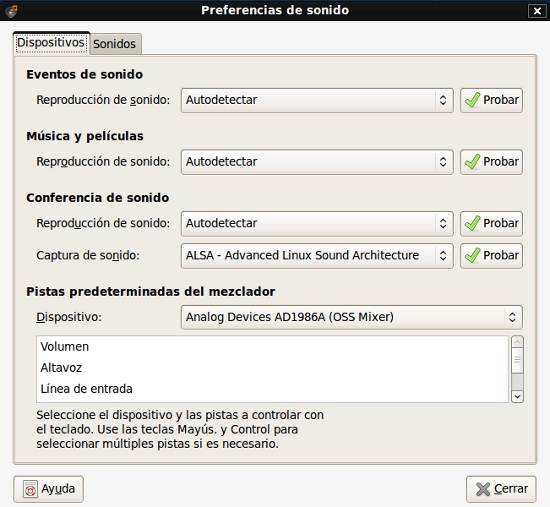 Preferencias de sonido
Dispositivos Sonidos
Eventos de sonido
Reproducción de sonido: Autodetectar Probar
Música y películas
Reproducción de sonido: Autodetectar Probar
Conferencia de sonido
Reproducción de sonido: Autodetectar Probar
Captura de sonido: ALSA - Advanced Linux Sound Architecture Probar
Pistas predeterminadas del mezclador
Dispositivo: Analog Devices AD1986A (OSS Mixer)
Volumen
Altavoz
Línea de entrada
Seleccione el dispositivo y las pistas a controlar con
el teclado. Use las teclas Mayús. y Control para
seleccionar múltiples pistas si es necesario.
Ayuda Cerrar